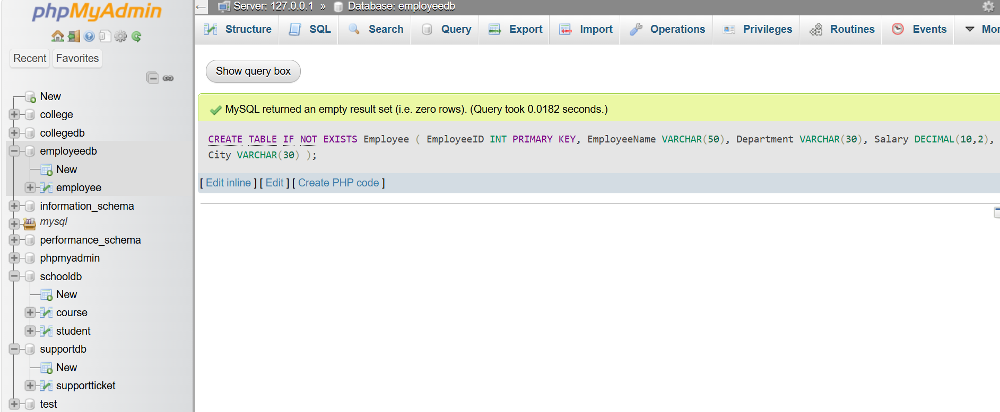 phpMyAdmin
Recent
Favorites
New
college
collegedb
employeedb
New
employee
information_schema
mysql
performance_schema
phpmyadmin
schooldb
New
course
student
supportdb
New
supportticket
test
Server: 127.0.0.1 » Database: employeedb
Structure
SQL
Search
Query
Export
Import
Operations
Privileges
Routines
Events
Mor
Show query box
MySQL returned an empty result set (i.e. zero rows). (Query took 0.0182 seconds.)
CREATE TABLE IF NOT EXISTS Employee ( EmployeeID INT PRIMARY KEY, EmployeeName VARCHAR(50), Department VARCHAR(30), Salary DECIMAL(10,2),
City VARCHAR(30) );
[ Edit inline ] [ Edit ] [ Create PHP code ]